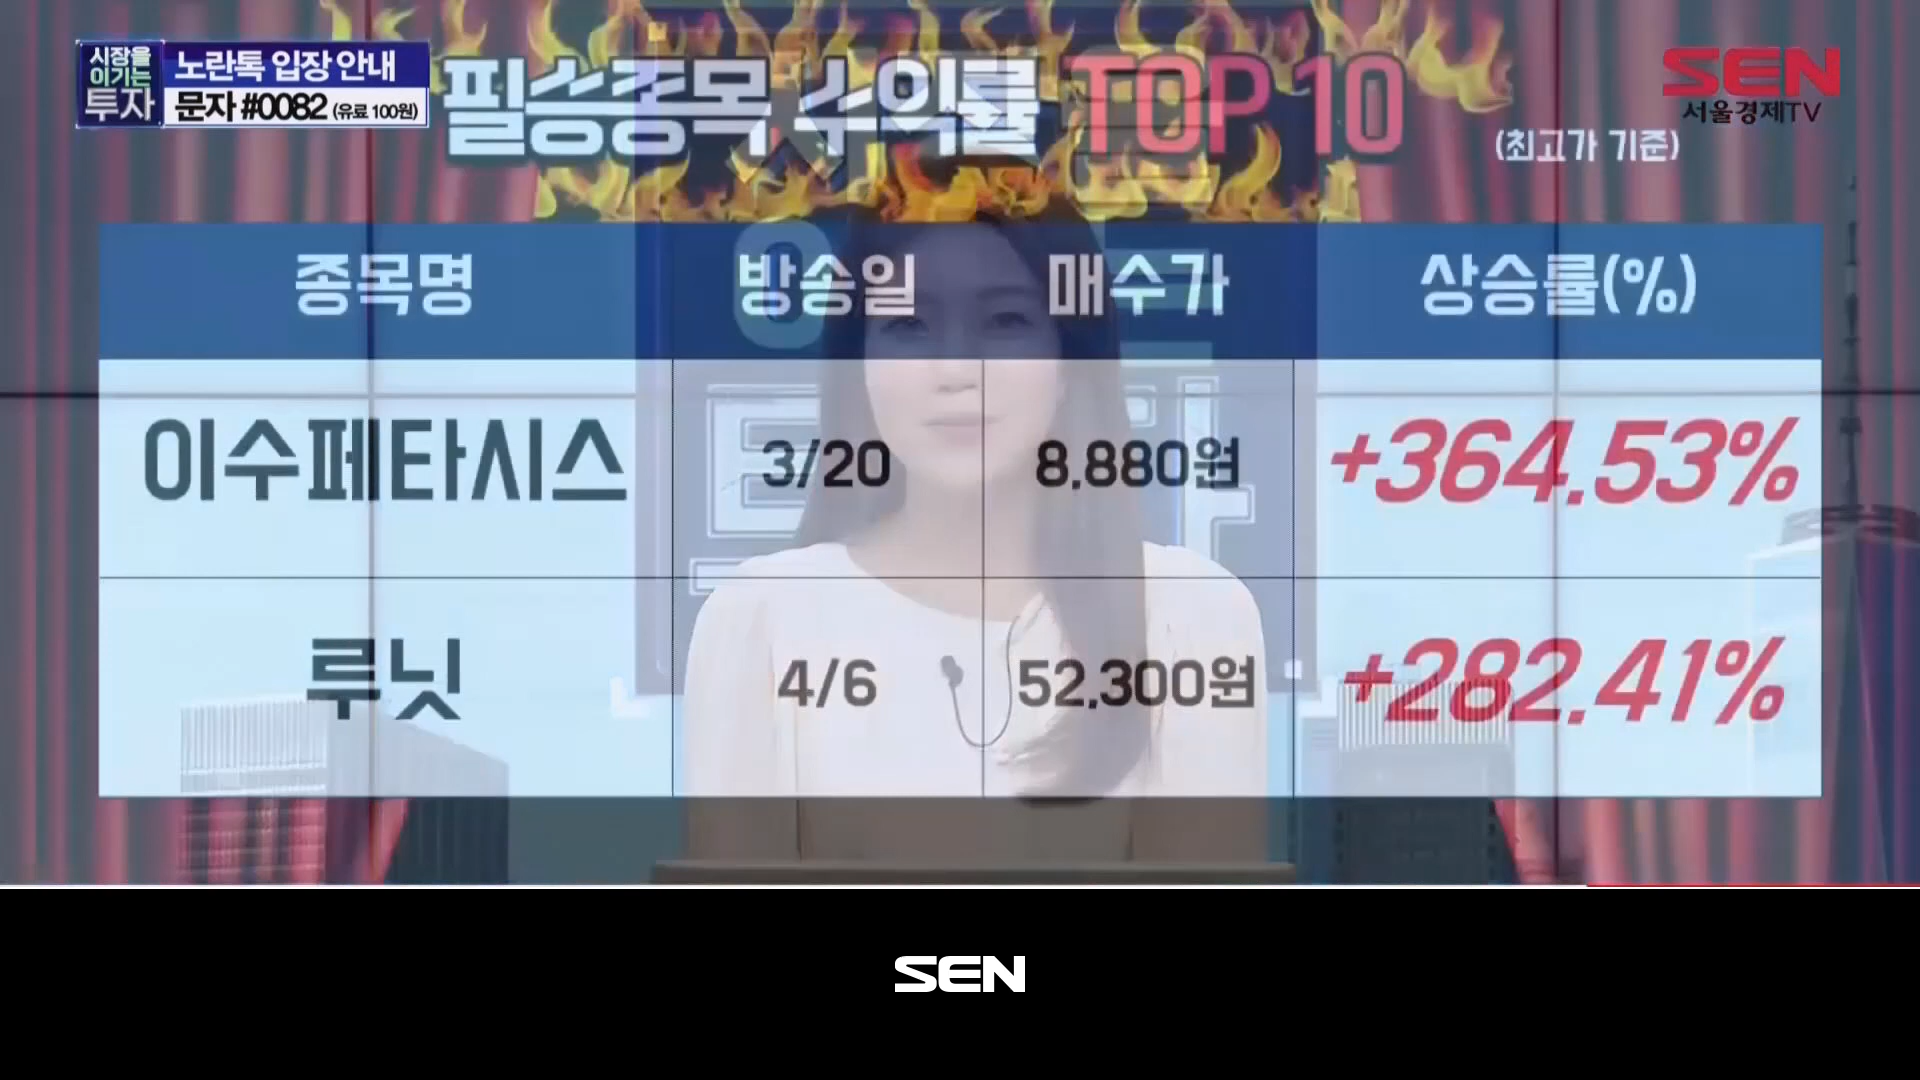 시장을
이기는
투자
노란톡 입장 안내
문자 #0082 (유료 100원)
필승종목 수익률 TOP 10
(최고가 기준)
SEN
서울경제TV
종목명 방송일 매수가 상승률(%)
이수페타시스 3/20 8,880원 +364.53%
루닛 4/6 52,300원 +282.41%
SEN